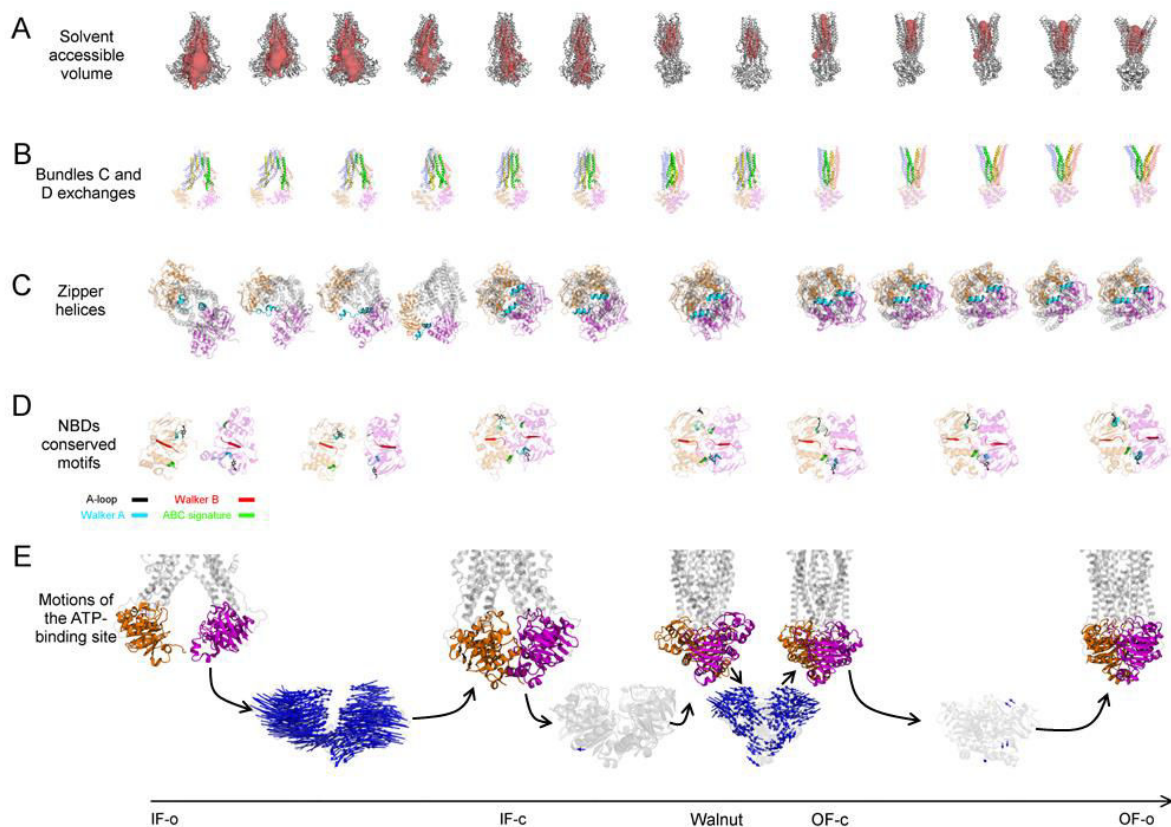 A
Solvent
accessible
volume
B
Bundles C and
D exchanges
C
Zipper
helices
D
NBDs
conserved
motifs
A-loop
Walker B
Walker A
ABC signature
E
Motions of
the ATP-
binding site
IF-o
IF-c
Walnut
OF-c
OF-o